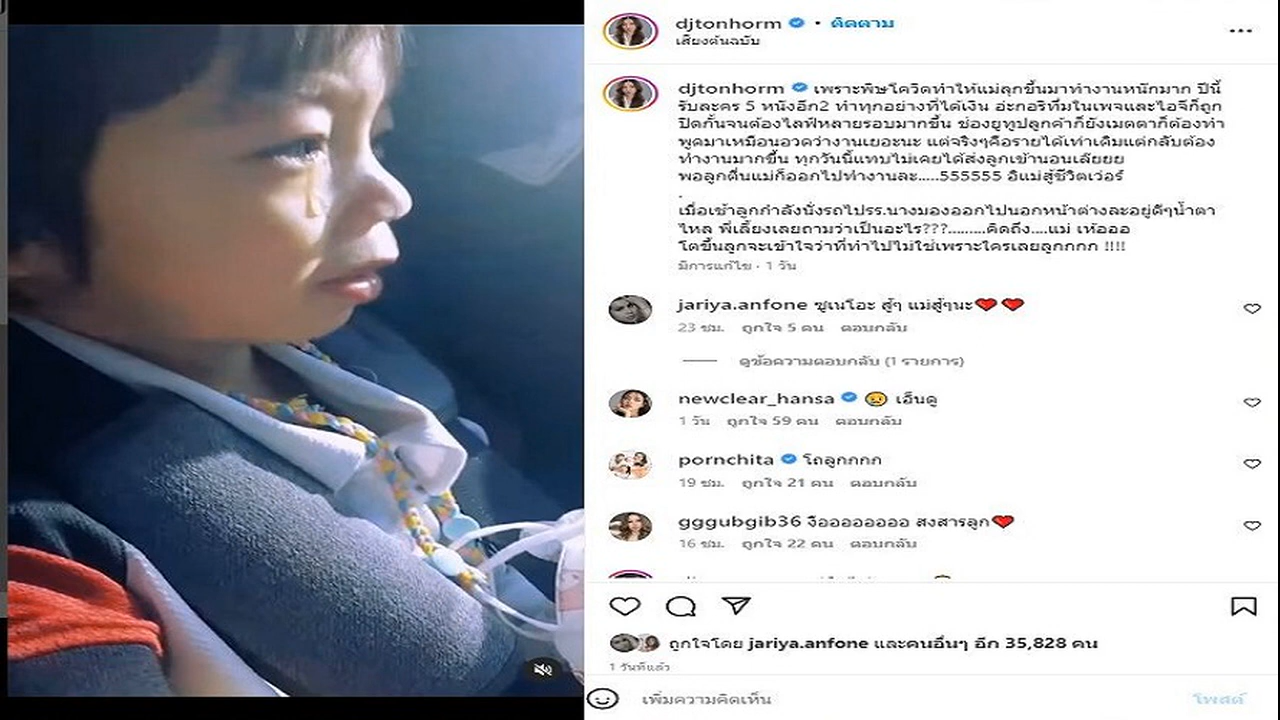 djtonhorm • ติดตาม
เสียงต้นฉบับ
djtonhorm เพราะพิษโควิดทำให้แม่ลุกขึ้นมาทำงานหนักมาก ปีนี้
รับละคร 5 หนังอีก2 ทำทุกอย่างที่ได้เงิน อ่ะกอริทึ่มในเพจและไอจีก็ถูก
ปิดกั้นจนต้องไลฟ์หลายรอบมากขึ้น ช่องยูทูปลูกค้าก็ยังเมตตาก็ต้องทำ
พูดมาเหมือนอวดว่างานเยอะนะ แต่จริงๆคือรายได้เท่าเดิมแต่กลับต้อง
ทำงานมากขึ้น ทุกวันนี้แทบไม่เคยได้ส่งลูกเข้านอนเลยยย
พอลูกตื่นแม่ก็ออกไปทำงานละ.....555555 อิแม่สู้ชีวิตเว่อร์
.
เมื่อเช้าลูกกำลังนั่งรถไปรร.นางมองออกไปนอกหน้าต่างละอยู่ดีๆน้ำตา
ไหล พี่เลี้ยงเลยถามว่าเป็นอะไร???.........คิดถึง....แม่ เห้อออ
โตขึ้นลูกจะเข้าใจว่าที่ทำไปไม่ใช่เพราะใครเลยลูกกกก !!!!
มีการแก้ไข · 1 วัน
jariya.anfone ซูเนโอะ สู้ๆ แม่สู้ๆนะ❤️❤️
23 ชม. ถูกใจ 5 คน ตอบกลับ
ดูข้อความตอบกลับ (1 รายการ)
newclear_hansa 😢 เอ็นดู
1 วัน ถูกใจ 59 คน ตอบกลับ
pornchita โถลูกกกก
19 ชม. ถูกใจ 21 คน ตอบกลับ
gggubgib36 งืออออออออ สงสารลูก❤️
16 ชม. ถูกใจ 22 คน ตอบกลับ
ถูกใจโดย jariya.anfone และคนอื่นๆ อีก 35,828 คน
1 วันที่แล้ว
เพิ่มความคิดเห็น
โพสต์